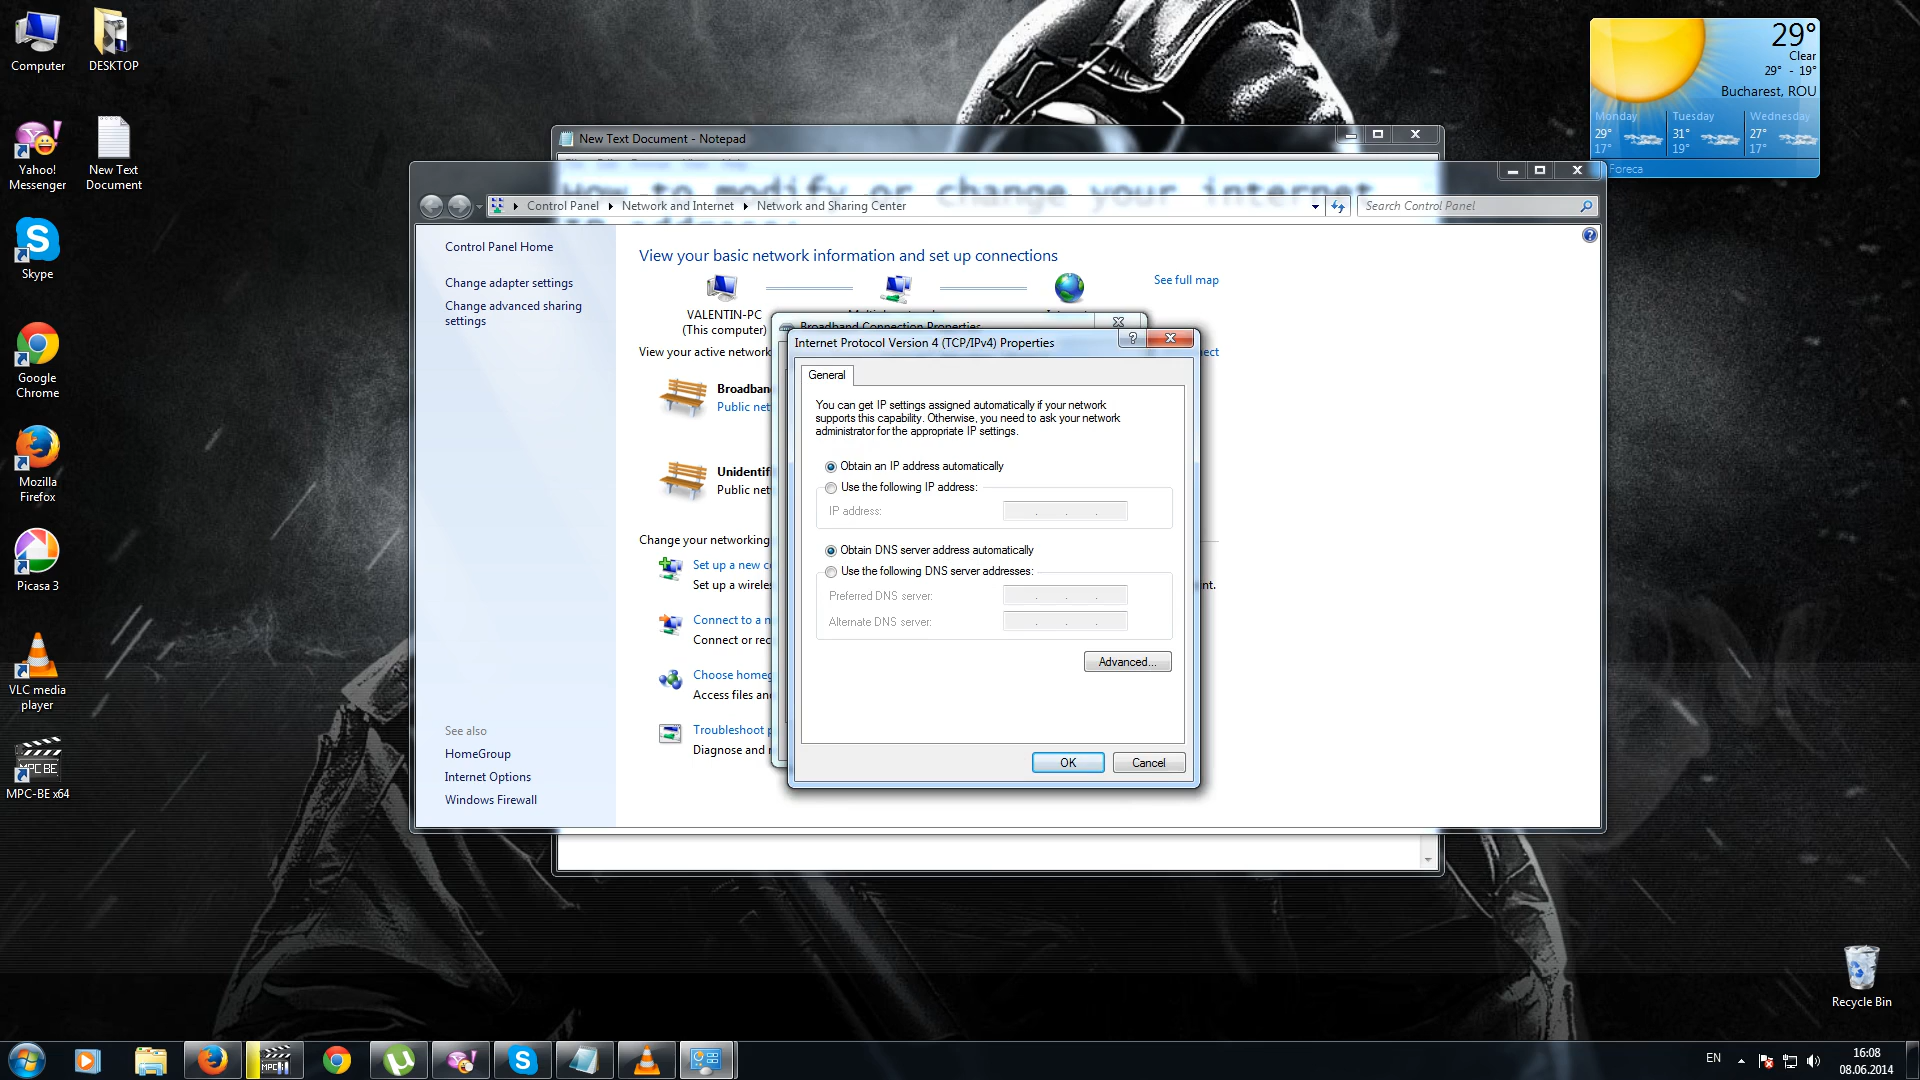 Computer
DESKTOP
Yahoo!
Messenger
New Text
Document
Skype
Google
Chrome
Mozilla
Firefox
Picasa 3
VLC media
player
MPC BE
MPC-BE x64
29°
Clear
29° - 19°
Bucharest, ROU
Monday
29°
17°
Tuesday
31°
19°
Wednesday
27°
17°
Foreca
New Text Document - Notepad
How to modify or change your internet
IP address:
Control Panel
Network and Internet
Network and Sharing Center
Search Control Panel
Control Panel Home
Change adapter settings
Change advanced sharing
settings
See also
HomeGroup
Internet Options
Windows Firewall
View your basic network information and set up connections
See full map
VALENTIN-PC
(This computer)
View your active network
Broadban
Public net
Unidentif
Public net
Change your networking
Set up a new c
Set up a wirele
nt.
Connect to a n
Connect or rec
Choose homeg
Access files an
Troubleshoot p
Diagnose and r
Broadband Connection Properties
Internet Protocol Version 4 (TCP/IPv4) Properties
General
You can get IP settings assigned automatically if your network
supports this capability. Otherwise, you need to ask your network
administrator for the appropriate IP settings.
Obtain an IP address automatically
Use the following IP address:
IP address:
Obtain DNS server address automatically
Use the following DNS server addresses:
Preferred DNS server:
Alternate DNS server:
Advanced...
OK
Cancel
Recycle Bin
EN
16:08
08.06.2014